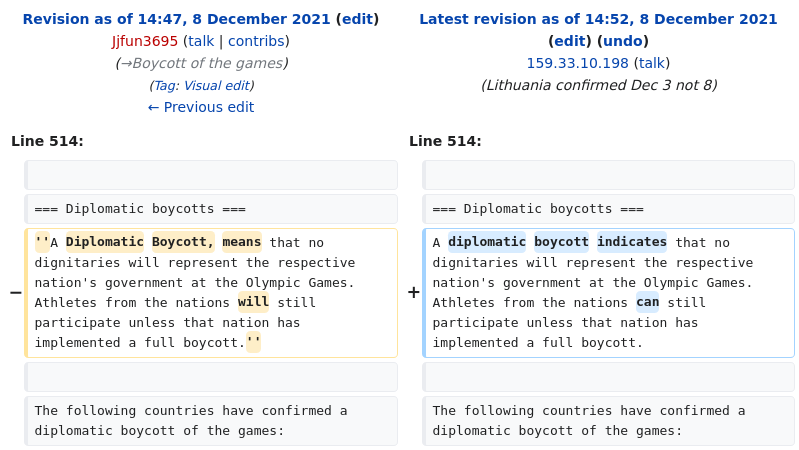 Revision as of 14:47, 8 December 2021 (edit)
Jjfun3695 (talk | contribs)
(→Boycott of the games)
(Tag: Visual edit)
← Previous edit
Latest revision as of 14:52, 8 December 2021
(edit) (undo)
159.33.10.198 (talk)
(Lithuania confirmed Dec 3 not 8)
Line 514:
=== Diplomatic boycotts ===
−
''A Diplomatic Boycott, means that no
dignitaries will represent the respective
nation's government at the Olympic Games.
Athletes from the nations will still
participate unless that nation has
implemented a full boycott.''
The following countries have confirmed a
diplomatic boycott of the games:
Line 514:
=== Diplomatic boycotts ===
+
A diplomatic boycott indicates that no
dignitaries will represent the respective
nation's government at the Olympic Games.
Athletes from the nations can still
participate unless that nation has
implemented a full boycott.
The following countries have confirmed a
diplomatic boycott of the games: